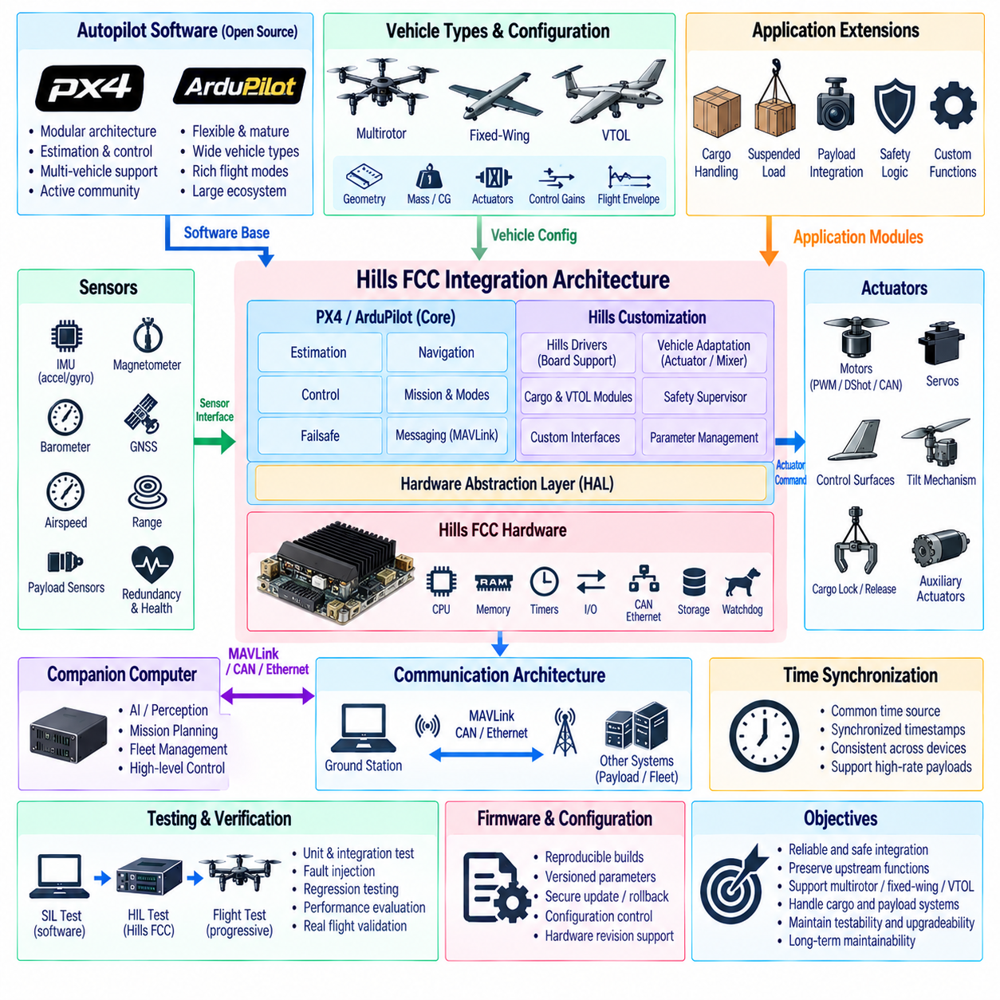 Autopilot Software (Open Source)
PX4
ArduPilot
• Modular architecture
• Estimation & control
• Multi-vehicle support
• Active community
• Flexible & mature
• Wide vehicle types
• Rich flight modes
• Large ecosystem
Vehicle Types & Configuration
Multirotor
Fixed-Wing
VTOL
Geometry
Mass / CG
Actuators
Control Gains
Flight Envelope
Application Extensions
Cargo
Handling
Suspended
Load
Payload
Integration
Safety
Logic
Custom
Functions
Software Base
Vehicle Config
Application Modules
Sensors
IMU
(accel/gyro)
Magnetometer
Barometer
GNSS
Airspeed
Range
Payload Sensors
Redundancy
& Health
Sensor
Interface
Hills FCC Integration Architecture
PX4 / ArduPilot (Core)
Estimation
Navigation
Control
Mission & Modes
Failsafe
Messaging (MAVLink)
Hills Customization
Hills Drivers
(Board Support)
Vehicle Adaptation
(Actuator / Mixer)
Cargo & VTOL Modules
Safety Supervisor
Custom Interfaces
Parameter Management
Hardware Abstraction Layer (HAL)
Hills FCC Hardware
CPU
RAM
Memory
Timers
I/O
CAN
Ethernet
Storage
Watchdog
Actuator
Command
Actuators
Motors
(PWM / DShot / CAN)
Servos
Control Surfaces
Tilt Mechanism
Cargo Lock / Release
Auxiliary
Actuators
MAVLink
/ CAN / Ethernet
Companion Computer
• AI / Perception
• Mission Planning
• Fleet Management
• High-level Control
Communication Architecture
Ground Station
MAVLink
CAN / Ethernet
Other Systems
(Payload / Fleet)
Time Synchronization
• Common time source
• Synchronized timestamps
• Consistent across devices
• Support high-rate payloads
Testing & Verification
SIL Test
(software)
HIL Test
(Hills FCC)
Flight Test
(progressive)
• Unit & integration test
• Fault injection
• Regression testing
• Performance evaluation
• Real flight validation
Firmware & Configuration
• Reproducible builds
• Versioned parameters
• Secure update / rollback
• Configuration control
• Hardware revision support
Objectives
• Reliable and safe integration
• Preserve upstream functions
• Support multirotor / fixed-wing / VTOL
• Handle cargo and payload systems
• Maintain testability and upgradeability
• Long-term maintainability